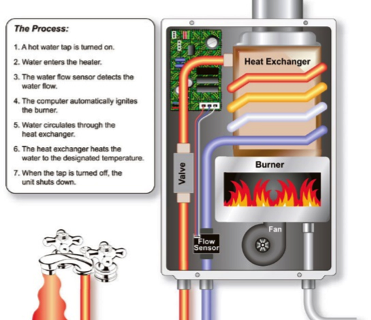 The Process:
1. A hot water tap is turned on.
2. Water enters the heater.
3. The water flow sensor detects the
water flow.
4. The computer automatically ignites
the burner.
5. Water circulates through the
heat exchanger.
6. The heat exchanger heats the
water to the designated temperature.
7. When the tap is turned off, the
unit shuts down.
Heat Exchanger
Valve
Burner
Fan
Flow
Sensor